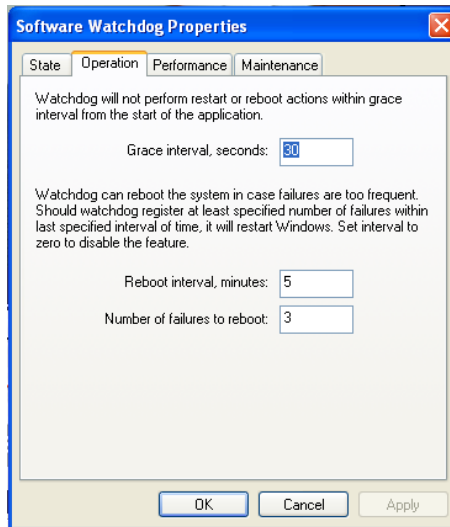 Software Watchdog Properties
State Operation Performance Maintenance
Watchdog will not perform restart or reboot actions within grace
interval from the start of the application.
Grace interval, seconds: 30
Watchdog can reboot the system in case failures are too frequent.
Should watchdog register at least specified number of failures within
last specified interval of time, it will restart Windows. Set interval to
zero to disable the feature.
Reboot interval, minutes: 5
Number of failures to reboot: 3
OK Cancel Apply